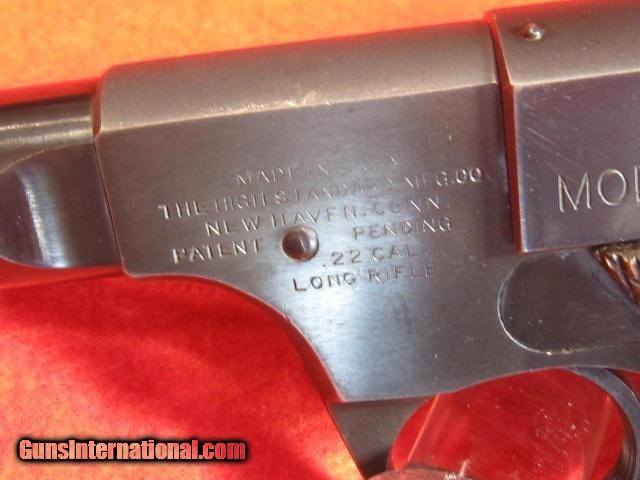 MADE IN U.S.A.
THE HIGH STANDARD MFG.CO.
NEW HAVEN.CONN.
PATENT PENDING
.22 CAL.
LONG RIFLE
MOD
GunsInternational.com